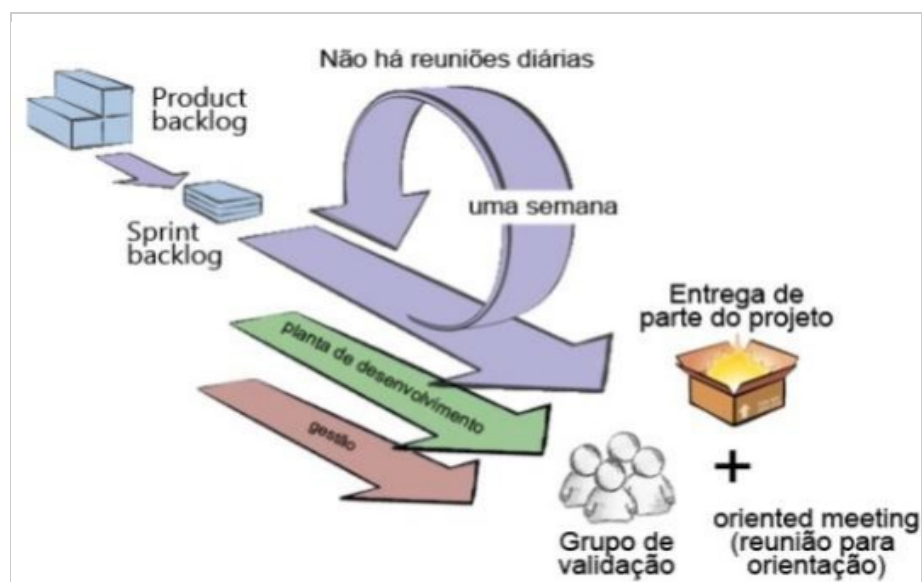 Não há reuniões diárias
Product
backlog
uma semana
Sprint
backlog
Entrega de
parte do projeto
planta de desenvolvimento
gestão
+
Grupo de
validação
oriented meeting
(reunião para
orientação)